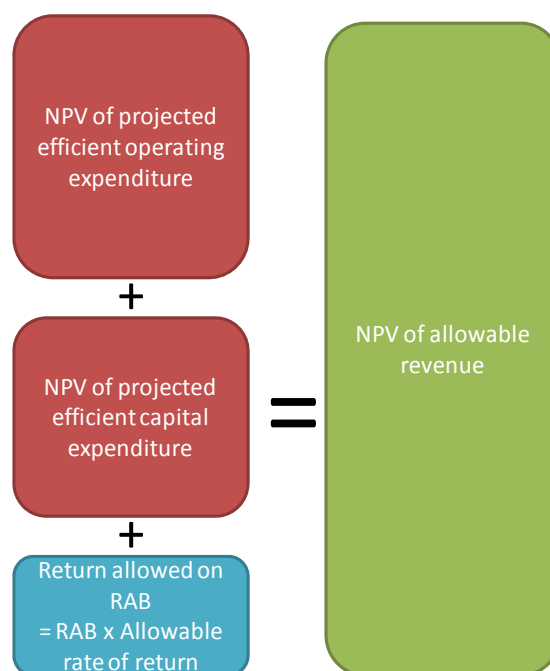 NPV of projected
efficient operating
expenditure
+
NPV of projected
efficient capital
expenditure
+
Return allowed on
RAB
= RAB x Allowable
rate of return
=
NPV of allowable
revenue